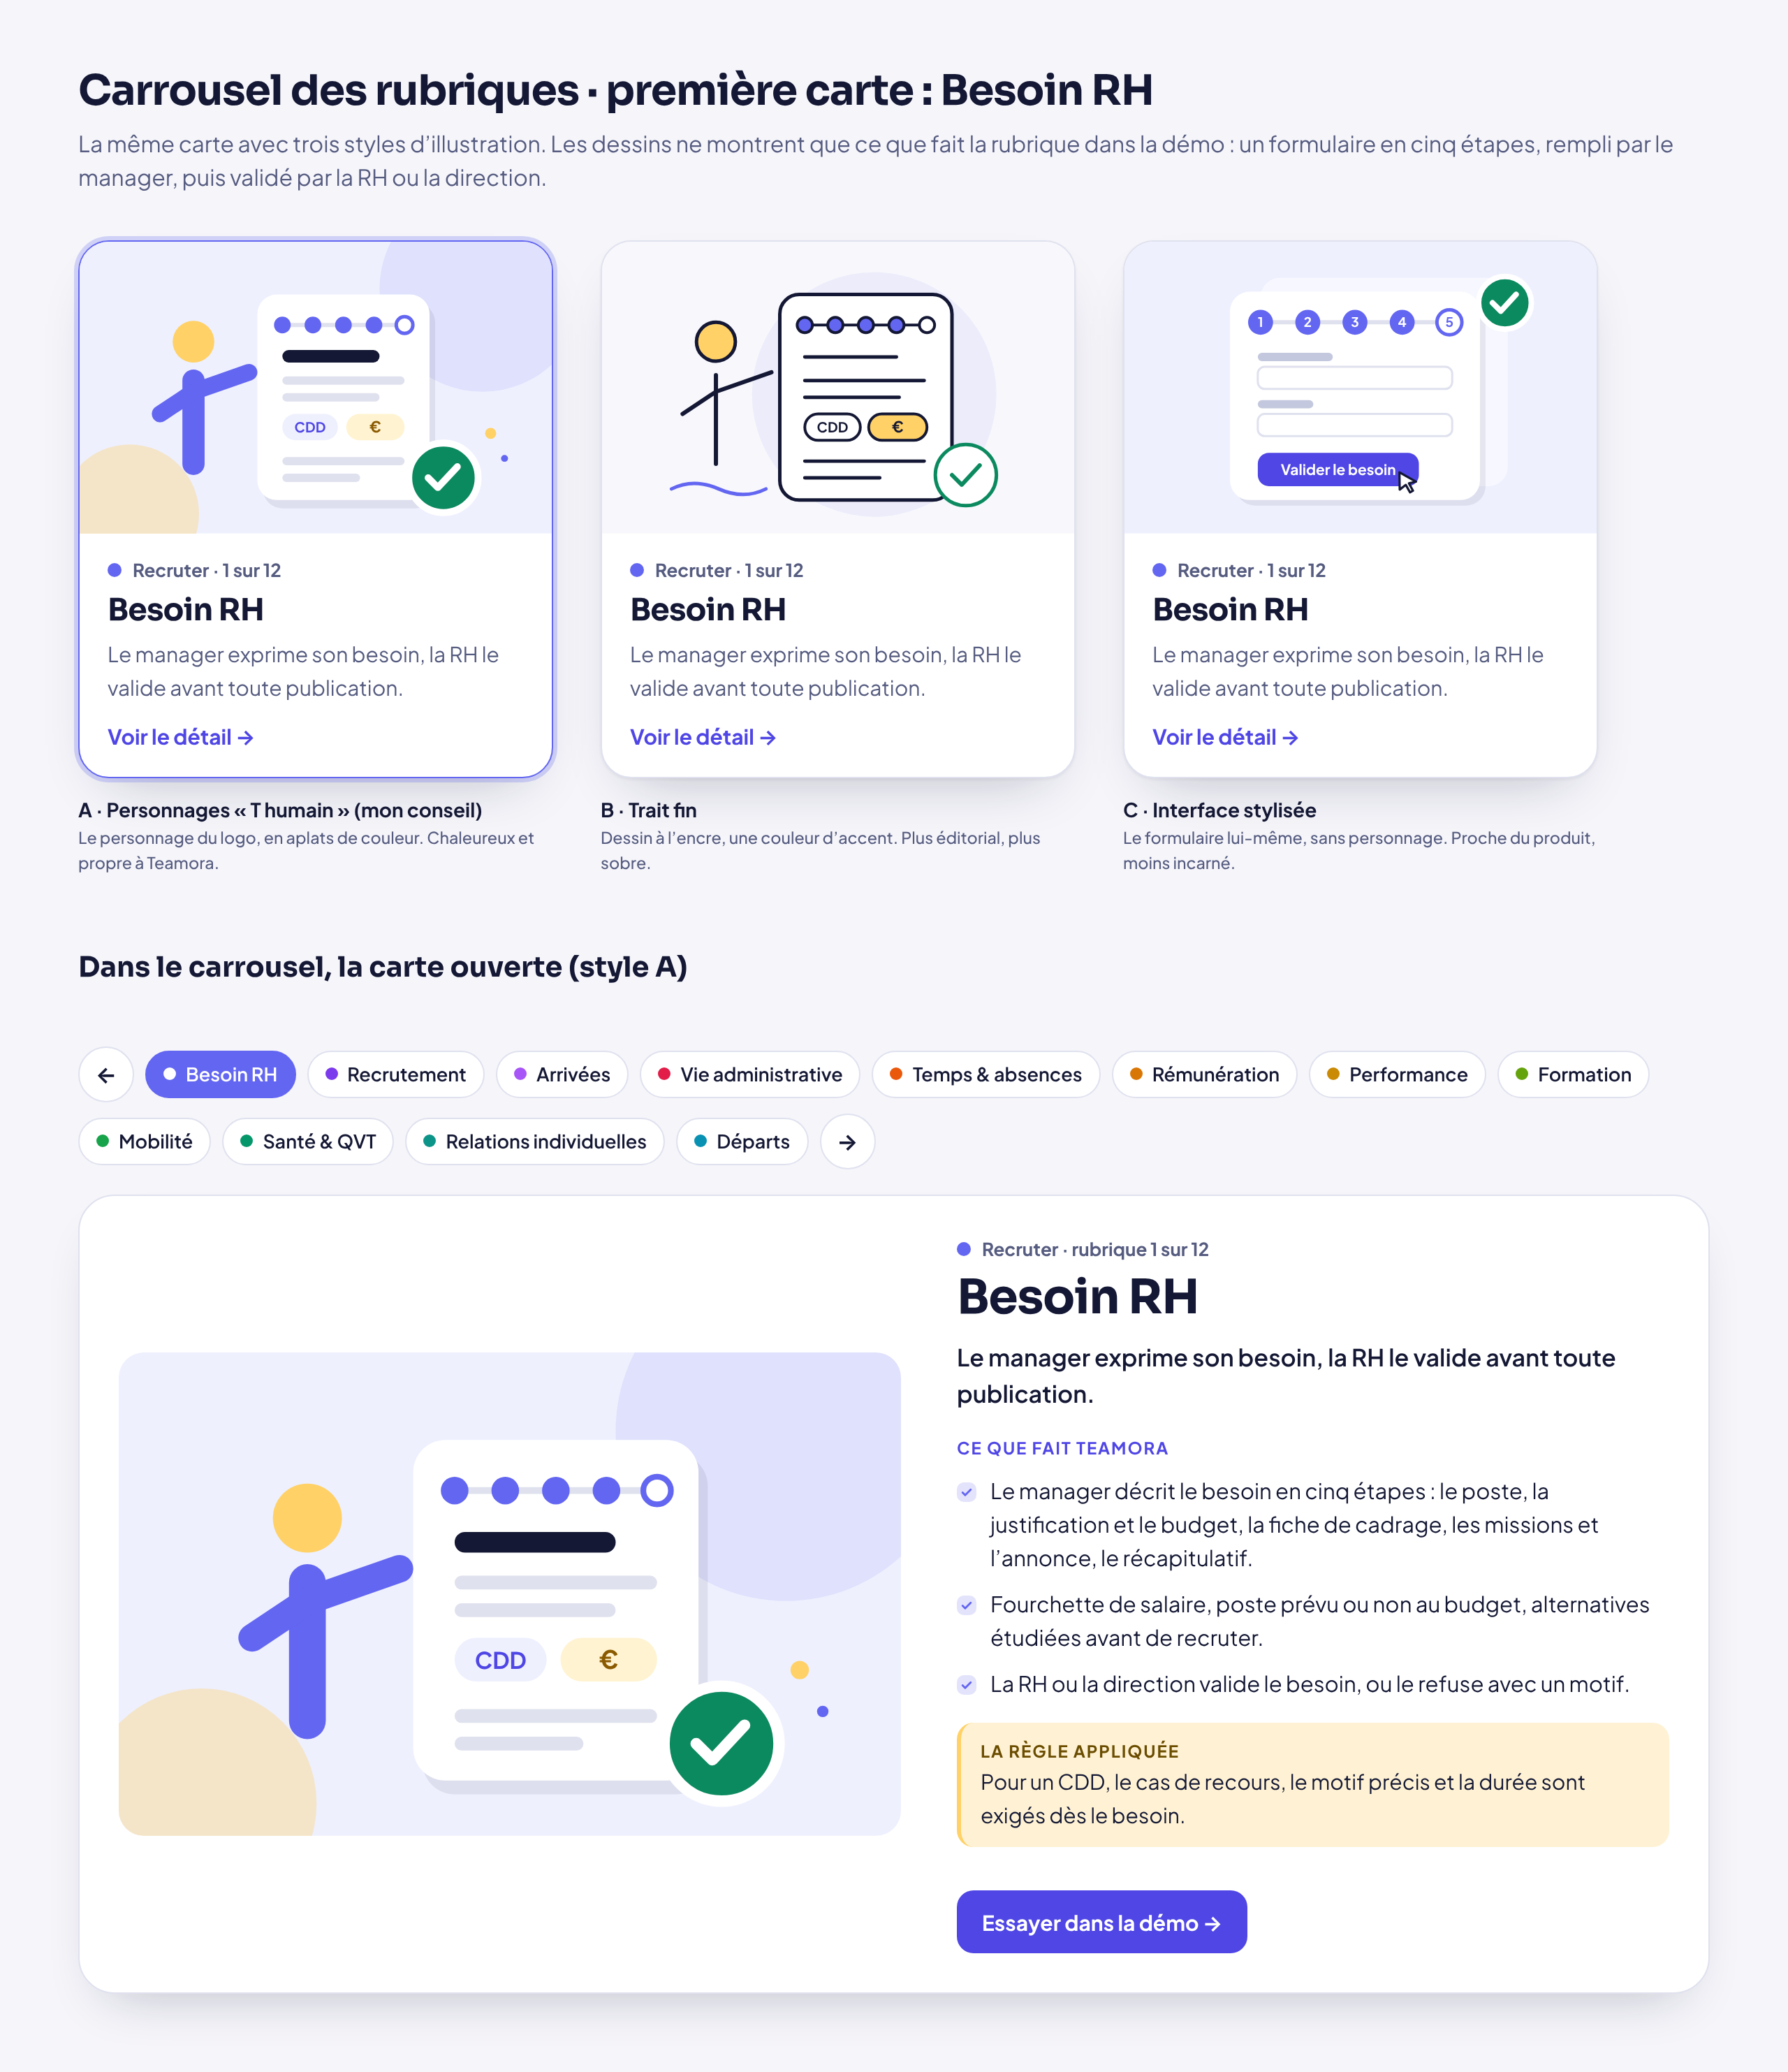 Carrousel des rubriques · première carte : Besoin RH
La même carte avec trois styles d’illustration. Les dessins ne montrent que ce que fait la rubrique dans la démo : un formulaire en cinq étapes, rempli par le
manager, puis validé par la RH ou la direction.
CDD €
Recruter · 1 sur 12
Besoin RH
Le manager exprime son besoin, la RH le
valide avant toute publication.
Voir le détail →
A · Personnages « T humain » (mon conseil)
Le personnage du logo, en aplats de couleur. Chaleureux et
propre à Teamora.
CDD €
Recruter · 1 sur 12
Besoin RH
Le manager exprime son besoin, la RH le
valide avant toute publication.
Voir le détail →
B · Trait fin
Dessin à l’encre, une couleur d’accent. Plus éditorial, plus
sobre.
1 2 3 4 5
Valider le besoin
Recruter · 1 sur 12
Besoin RH
Le manager exprime son besoin, la RH le
valide avant toute publication.
Voir le détail →
C · Interface stylisée
Le formulaire lui-même, sans personnage. Proche du produit,
moins incarné.
Dans le carrousel, la carte ouverte (style A)
← Besoin RH Recrutement Arrivées Vie administrative Temps & absences Rémunération Performance Formation
Mobilité Santé & QVT Relations individuelles Départs →
CDD €
Recruter · rubrique 1 sur 12
Besoin RH
Le manager exprime son besoin, la RH le valide avant toute
publication.
CE QUE FAIT TEAMORA
Le manager décrit le besoin en cinq étapes : le poste, la
justification et le budget, la fiche de cadrage, les missions et
l’annonce, le récapitulatif.
Fourchette de salaire, poste prévu ou non au budget, alternatives
étudiées avant de recruter.
La RH ou la direction valide le besoin, ou le refuse avec un motif.
LA RÈGLE APPLIQUÉE
Pour un CDD, le cas de recours, le motif précis et la durée sont
exigés dès le besoin.
Essayer dans la démo →